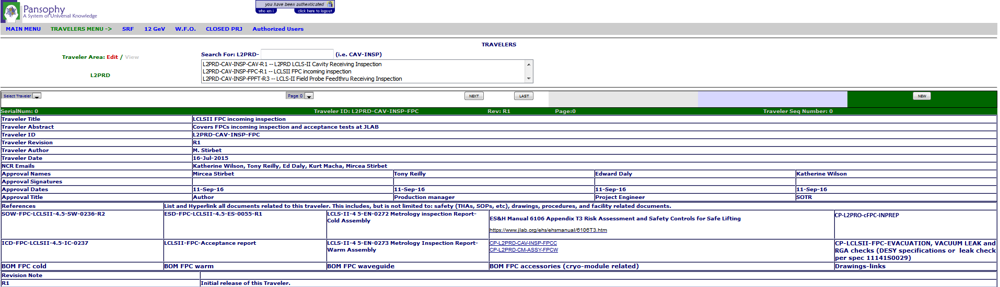 you have been authenticated
who am i
click here to logout
Pansophy
A System of Universal Knowledge
MAIN MENU TRAVELERS MENU -> SRF 12 GeV W.F.O. CLOSED PRJ Authorized Users
TRAVELERS
Traveler Area: Edit / View
Search For: L2PRD- (i.e. CAV-INSP)
L2PRD
L2PRD-CAV-INSP-CAV-R1 -- L2PRD LCLS-II Cavity Receiving Inspection
L2PRD-CAV-INSP-FPC-R1 -- LCLSII FPC incoming inspection
L2PRD-CAV-INSP-FPFT-R3 -- LCLS-II Field Probe Feedthru Receiving Inspection
Select Traveler Page 0 NEXT LAST NEW
SerialNum: 0 Traveler ID: L2PRD-CAV-INSP-FPC Rev: R1 Page:0 Traveler Seq Number: 0
Traveler Title LCLSII FPC incoming inspection
Traveler Abstract Covers FPCs incoming inspection and acceptance tests at JLAB
Traveler ID L2PRD-CAV-INSP-FPC
Traveler Revision R1
Traveler Author M. Stirbet
Traveler Date 16-Jul-2015
NCR Emails Katherine Wilson, Tony Reilly, Ed Daly, Kurt Macha, Mircea Stirbet
Approval Names Mircea Stirbet Tony Reilly Edward Daly Katherine Wilson
Approval Signatures
Approval Dates 11-Sep-16 11-Sep-16 11-Sep-16 11-Sep-16
Approval Title Author Production manager Project Engineer SOTR
References List and Hyperlink all documents related to this traveler. This includes, but is not limited to: safety (THAs, SOPs, etc), drawings, procedures, and facility related documents.
SOW-FPC-LCLSII-4.5-SW-0236-R2
ESD-FPC-LCLSII-4.5-ES-0055-R1
LCLS-II-4 5-EN-0272 Metrology inspection Report-
Cold Assembly
ES&H Manual 6106 Appendix T3 Risk Assessment and Safety Controls for Safe Lifting
https://www.jlab.org/ehs/ehsmanual/6106T3.htm
CP-L2PRO-cFPC-INPREP
ICD-FPC-LCLSII-4.5-IC-0237
LCLSII-FPC-Acceptance report
LCLS-II-4 5-EN-0273 Metrology Inspection Report-
Warm Assembly
CP-L2PRD-CAV-INSP-FPCC
CP-L2PRD-CM-ASSY-FPCW
CP-LCLSII-FPC-EVACUATION, VACUUM LEAK and
RGA checks (DESY specifications or leak check
per spec 11141S0029)
BOM FPC cold BOM FPC warm BOM FPC waveguide BOM FPC accessories (cryo-module related) Drawings-links
Revision Note
R1 Initial release of this Traveler.